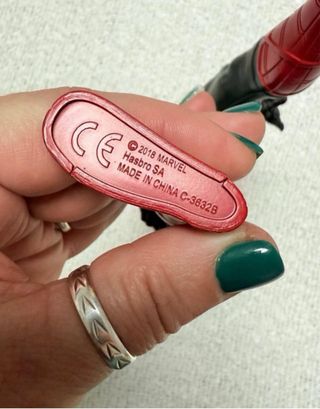 CE
© 2018 MARVEL
Hasbro SA
MADE IN CHINA C-3632B